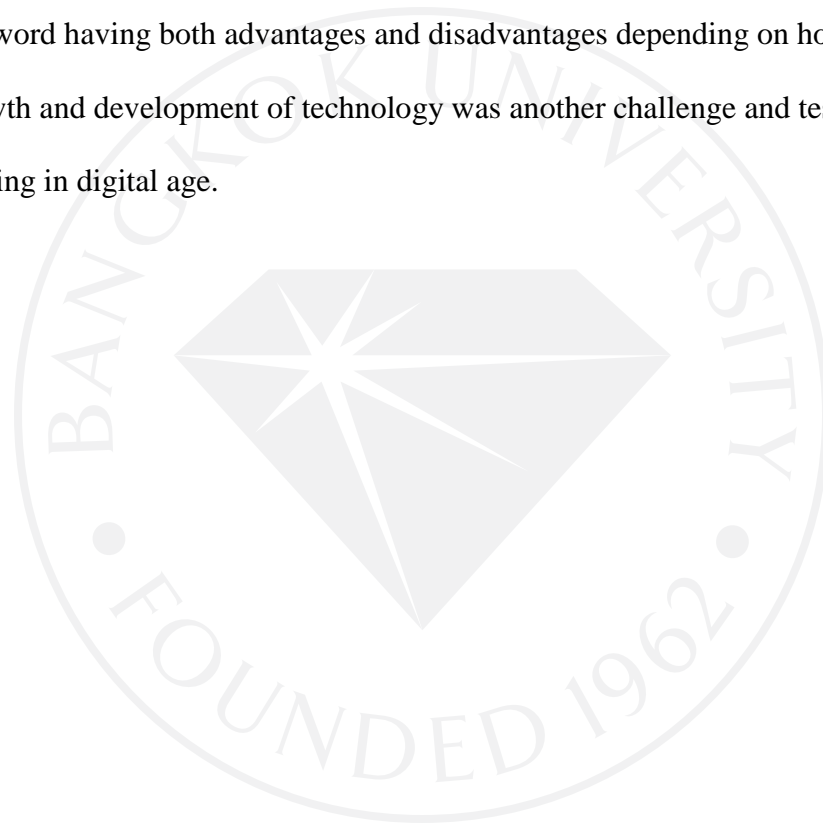 word having both advantages and disadvantages depending on ho
th and development of technology was another challenge and te
ing in digital age.
BANGKOK UNIVERSITY
FOUNDED 1962